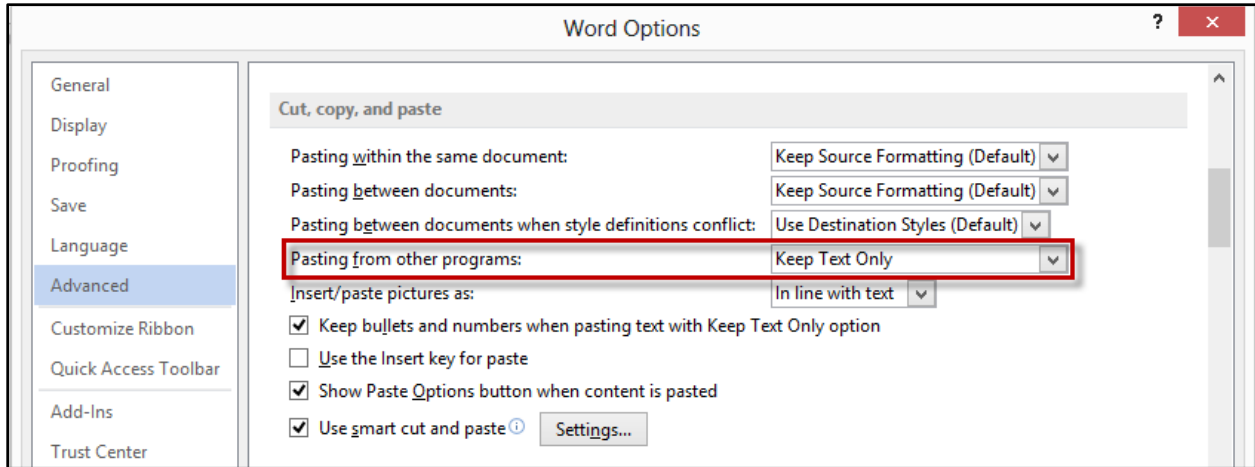 Word Options
?
×
General
Display
Proofing
Save
Language
Advanced
Customize Ribbon
Quick Access Toolbar
Add-Ins
Trust Center
Cut, copy, and paste
Pasting within the same document: Keep Source Formatting (Default)
Pasting between documents: Keep Source Formatting (Default)
Pasting between documents when style definitions conflict: Use Destination Styles (Default)
Pasting from other programs: Keep Text Only
Insert/paste pictures as: In line with text
Keep bullets and numbers when pasting text with Keep Text Only option
Use the Insert key for paste
Show Paste Options button when content is pasted
Use smart cut and paste Settings...